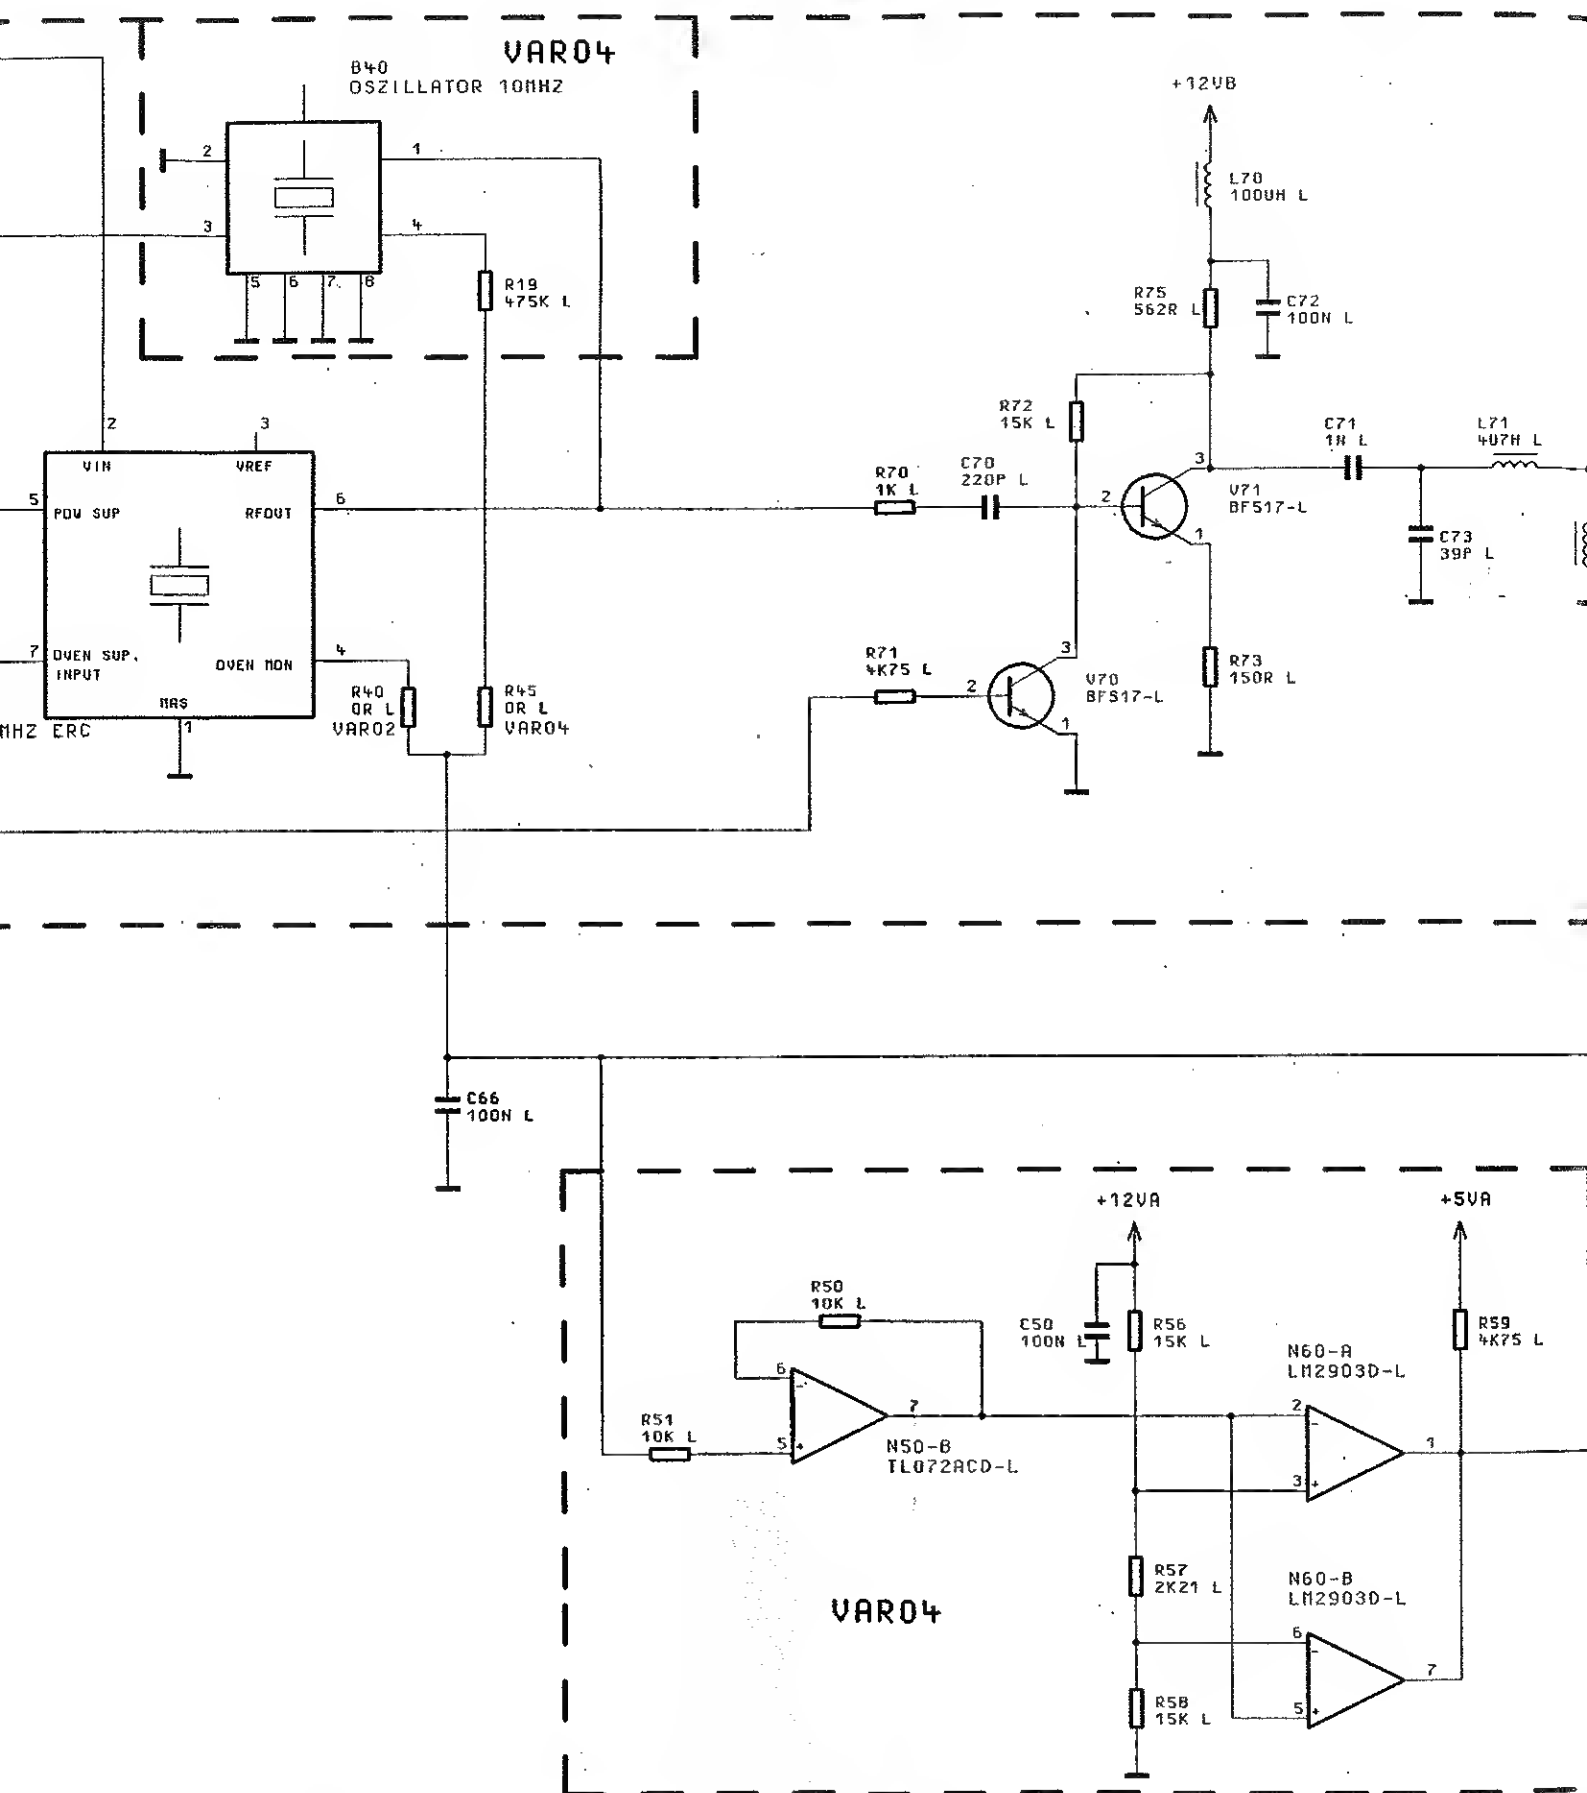 VAR04
B40
OSZILLATOR 10MHZ
2
1
3
4
5
6
7
8
R19
475K L
+12VB
L70
100UH L
R75
562R L
C72
100N L
R72
15K L
2
3
VIN
VREF
5
POW SUP
RFOUT
6
7
OVEN SUP.
INPUT
OVEN MON
4
MAS
1
MHZ ERC
R40
0R L
VAR02
R45
0R L
VAR04
R70
1K L
C70
220P L
2
3
1
V71
BFS17-L
C71
1N L
L71
4U7H L
C73
39P L
R73
150R L
R71
4K75 L
2
3
1
V70
BFS17-L
C66
100N L
+12VA
+5VA
R50
10K L
C50
100N L
R56
15K L
R59
4K75 L
N60-A
LM2903D-L
6
-
7
R51
10K L
5
+
N50-B
TL072ACD-L
2
-
1
3
+
R57
2K21 L
N60-B
LM2903D-L
VAR04
6
-
7
R58
15K L
5
+